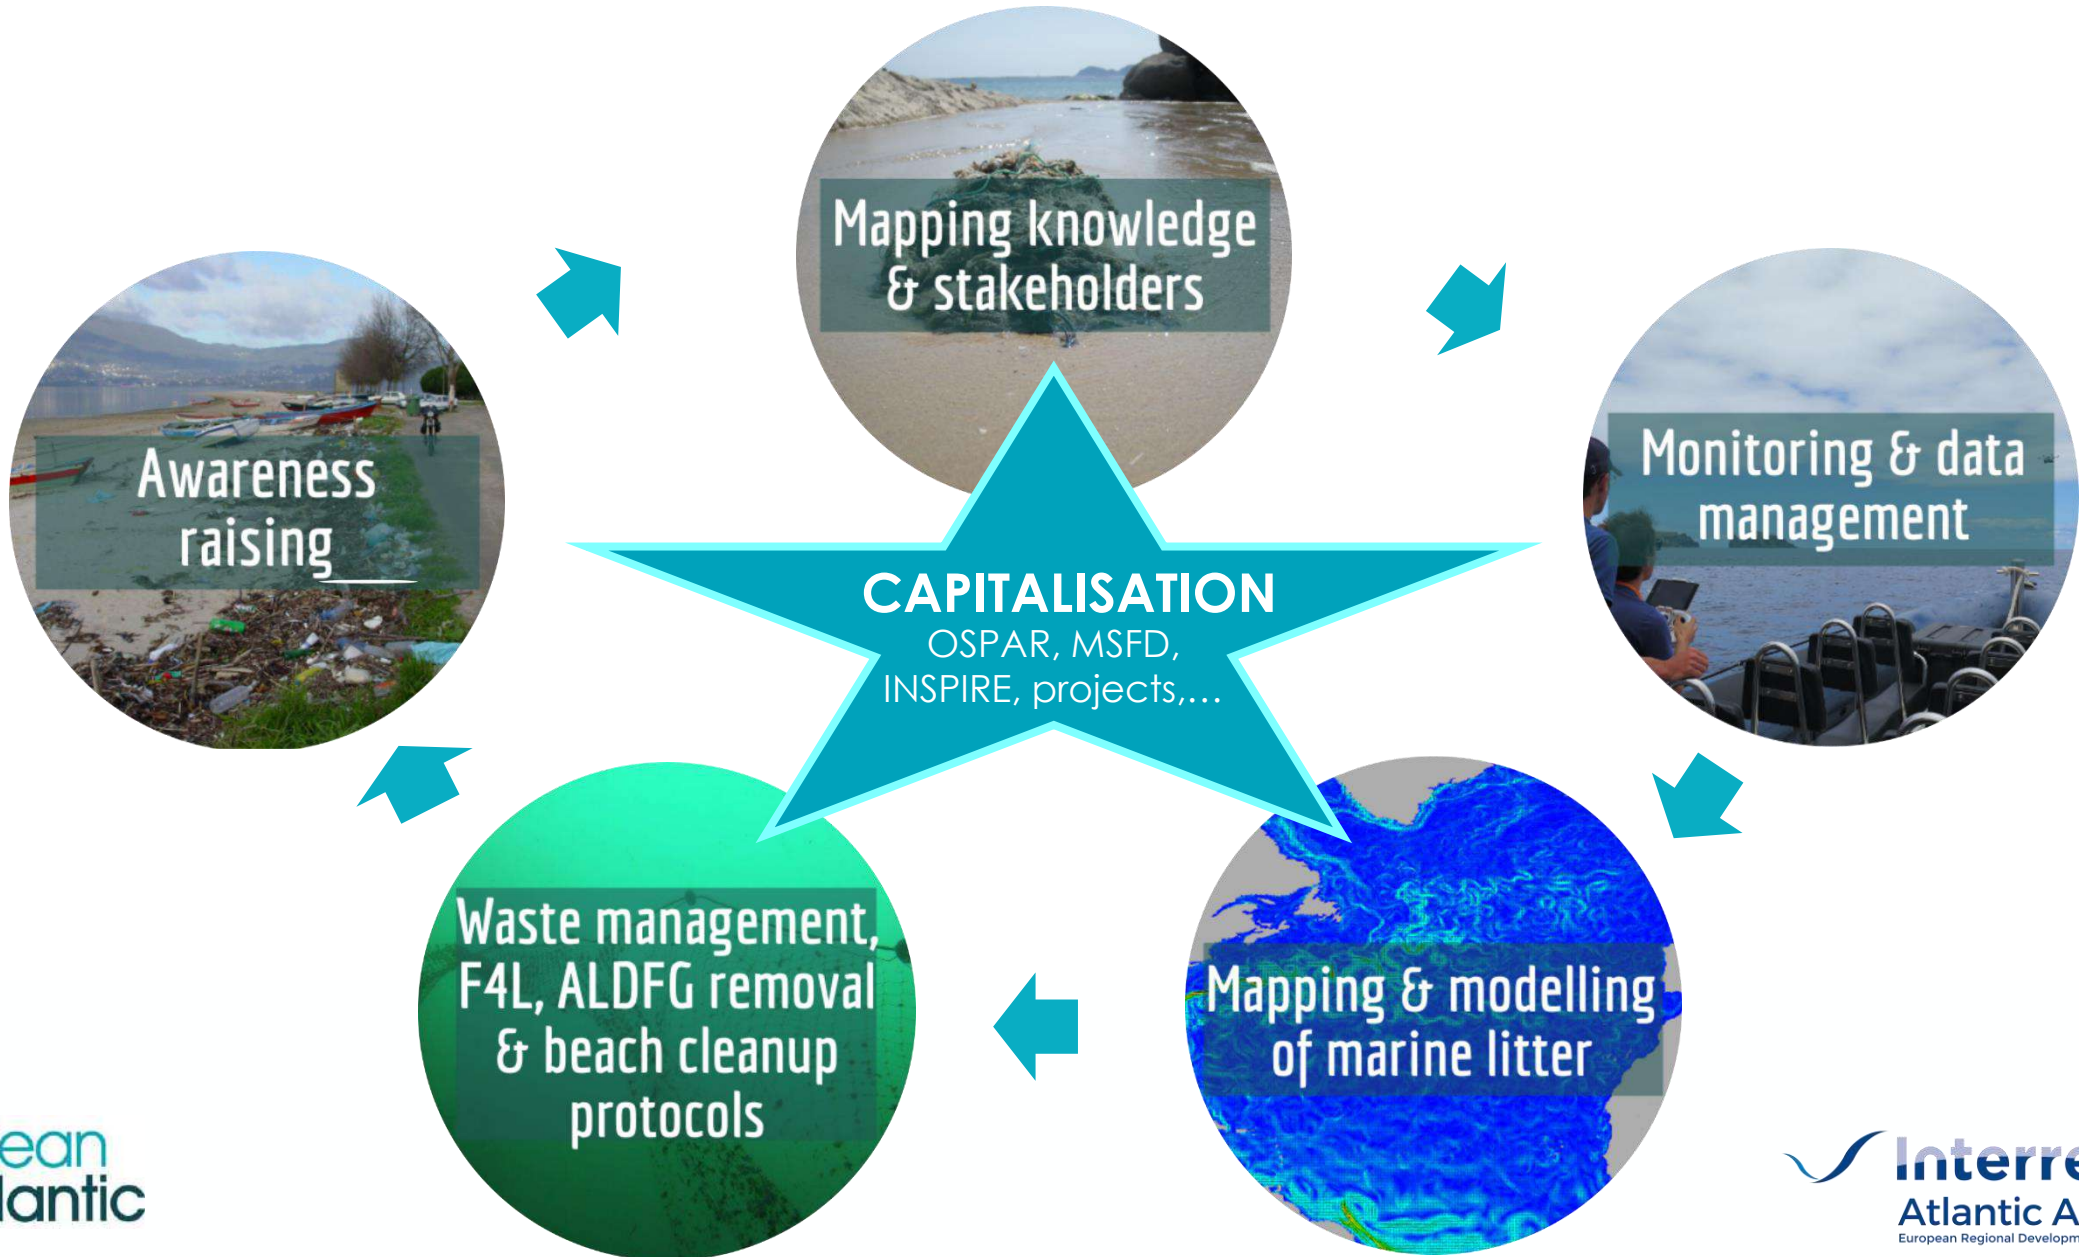 Mapping knowledge
& stakeholders
Awareness
raising
Monitoring & data
management
CAPITALISATION
OSPAR, MSFD,
INSPIRE, projects,...
Waste management,
F4L, ALDFG removal
& beach cleanup
protocols
Mapping & modelling
of marine litter
ean
lantic
Interre
Atlantic A
European Regional Developm